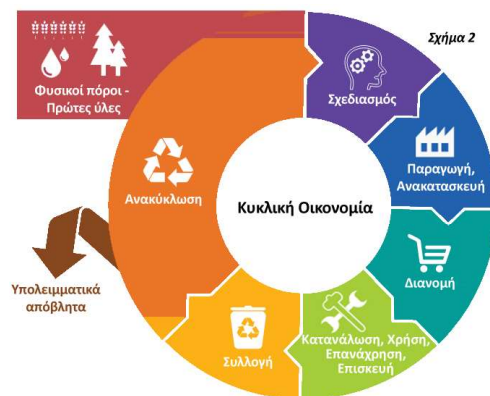 Σχήμα 2
Φυσικοί πόροι -
Πρώτες ύλες
Σχεδιασμός
Παραγωγή,
Ανακατασκευή
Ανακύκλωση
Κυκλική Οικονομία
Διανομή
Υπολειμματικά
απόβλητα
Συλλογή
Κατανάλωση, Χρήση,
Επανάχρηση,
Επισκευή